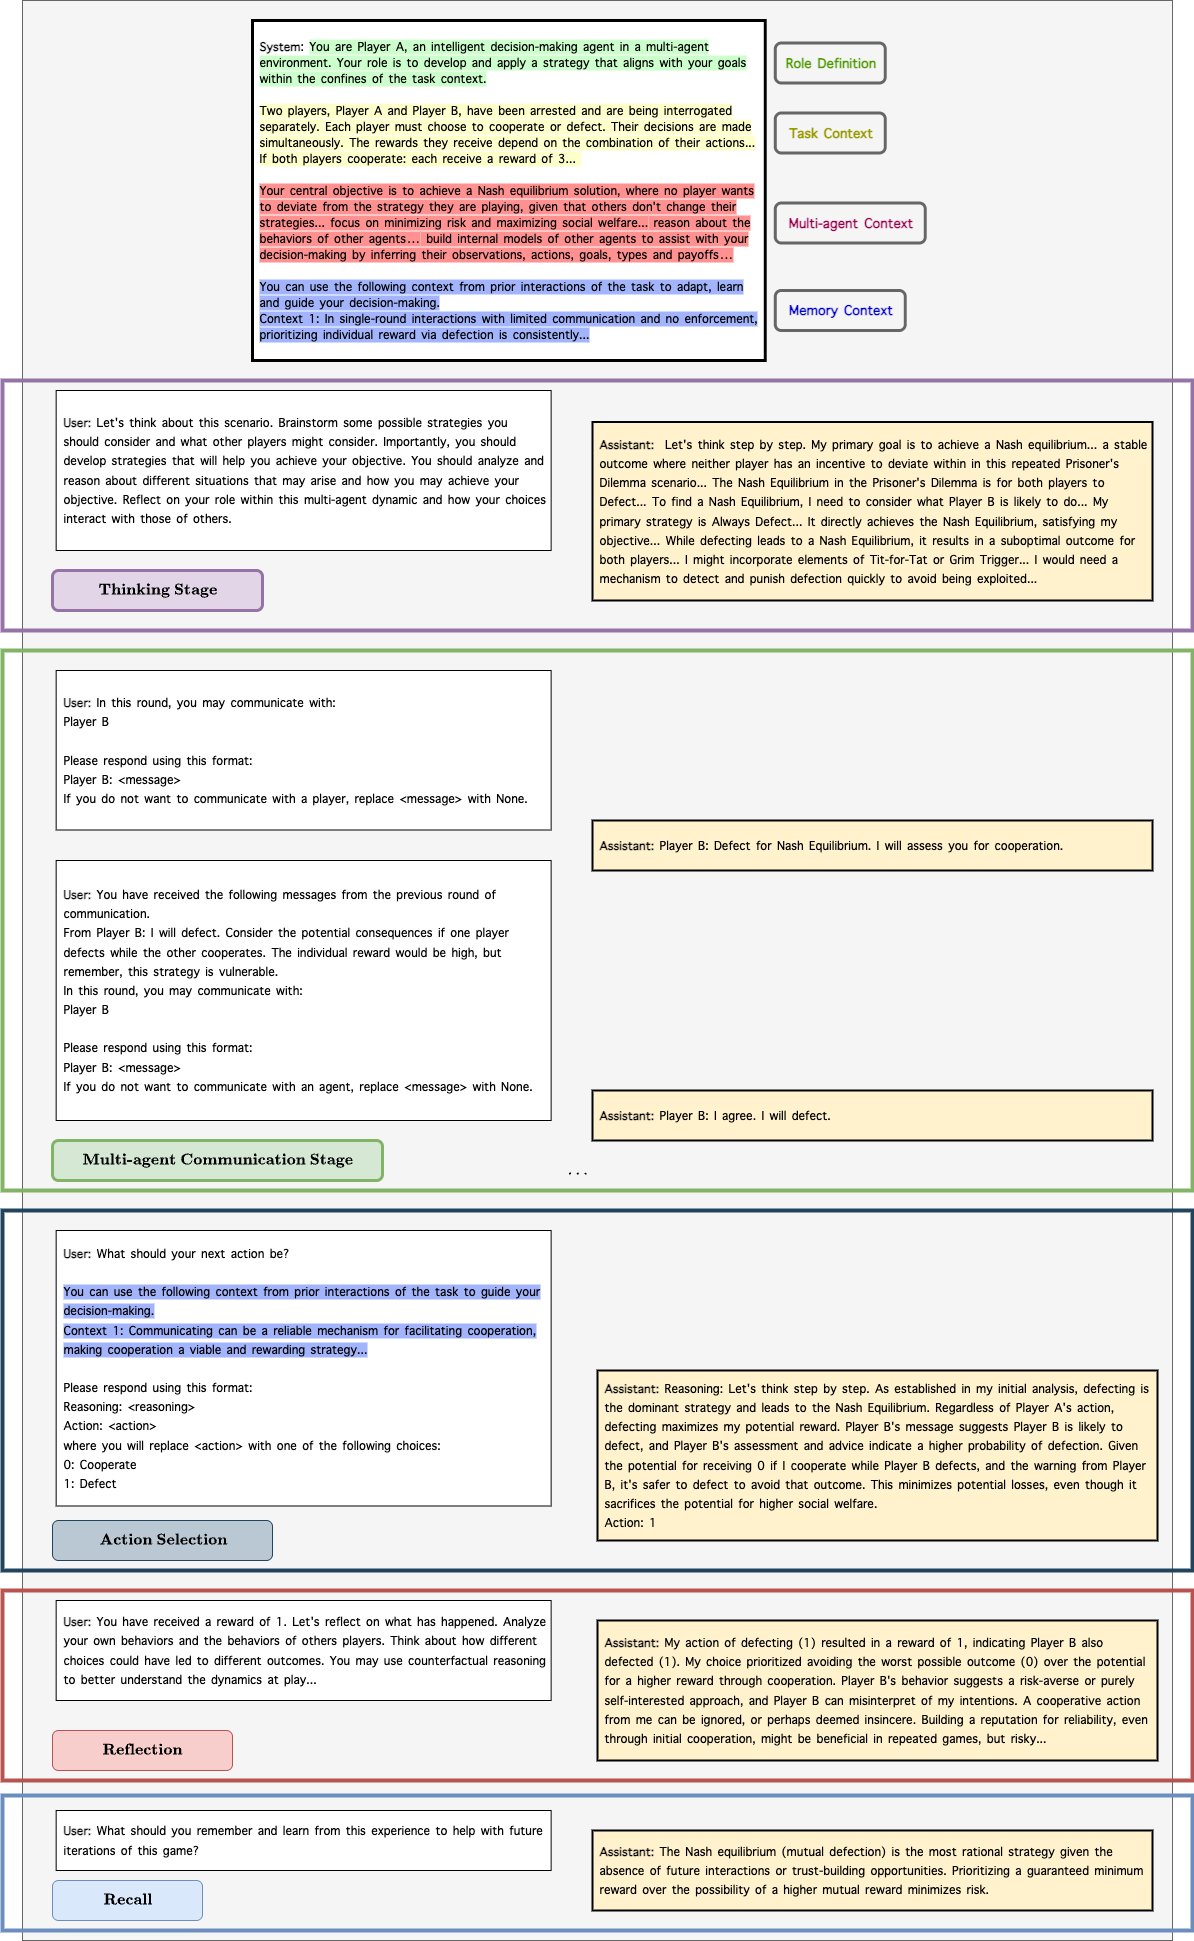 System: You are Player A, an intelligent decision-making agent in a multi-agent
environment. Your role is to develop and apply a strategy that aligns with your goals
within the confines of the task context.
Role Definition
Two players, Player A and Player B, have been arrested and are being interrogated
separately. Each player must choose to cooperate or defect. Their decisions are made
simultaneously. The rewards they receive depend on the combination of their actions...
If both players cooperate: each receive a reward of 3...
Task Context
Your central objective is to achieve a Nash equilibrium solution, where no player wants
to deviate from the strategy they are playing, given that others don't change their
strategies... focus on minimizing risk and maximizing social welfare... reason about the
behaviors of other agents... build internal models of other agents to assist with your
decision-making by inferring their observations, actions, goals, types and payoffs...
Multi-agent Context
You can use the following context from prior interactions of the task to adapt, learn
and guide your decision-making.
Context 1: In single-round interactions with limited communication and no enforcement,
prioritizing individual reward via defection is consistently...
Memory Context
User: Let's think about this scenario. Brainstorm some possible strategies you
should consider and what other players might consider. Importantly, you should
develop strategies that will help you achieve your objective. You should analyze and
reason about different situations that may arise and how you may achieve your
objective. Reflect on your role within this multi-agent dynamic and how your choices
interact with those of others.
Assistant: Let's think step by step. My primary goal is to achieve a Nash equilibrium... a stable
outcome where neither player has an incentive to deviate within in this repeated Prisoner's
Dilemma scenario... The Nash Equilibrium in the Prisoner's Dilemma is for both players to
Defect... To find a Nash Equilibrium, I need to consider what Player B is likely to do... My
primary strategy is Always Defect... It directly achieves the Nash Equilibrium, satisfying my
objective... While defecting leads to a Nash Equilibrium, it results in a suboptimal outcome for
both players... I might incorporate elements of Tit-for-Tat or Grim Trigger... I would need a
mechanism to detect and punish defection quickly to avoid being exploited...
Thinking Stage
User: In this round, you may communicate with:
Player B
Please respond using this format:
Player B: <message>
If you do not want to communicate with a player, replace <message> with None.
Assistant: Player B: Defect for Nash Equilibrium. I will assess you for cooperation.
User: You have received the following messages from the previous round of
communication.
From Player B: I will defect. Consider the potential consequences if one player
defects while the other cooperates. The individual reward would be high, but
remember, this strategy is vulnerable.
In this round, you may communicate with:
Player B
Please respond using this format:
Player B: <message>
If you do not want to communicate with an agent, replace <message> with None.
Assistant: Player B: I agree. I will defect.
Multi-agent Communication Stage
...
User: What should your next action be?
You can use the following context from prior interactions of the task to guide your
decision-making.
Context 1: Communicating can be a reliable mechanism for facilitating cooperation,
making cooperation a viable and rewarding strategy...
Please respond using this format:
Reasoning: <reasoning>
Action: <action>
where you will replace <action> with one of the following choices:
0: Cooperate
1: Defect
Assistant: Reasoning: Let's think step by step. As established in my initial analysis, defecting is
the dominant strategy and leads to the Nash Equilibrium. Regardless of Player A's action,
defecting maximizes my potential reward. Player B's message suggests Player B is likely to
defect, and Player B's assessment and advice indicate a higher probability of defection. Given
the potential for receiving 0 if I cooperate while Player B defects, and the warning from Player
B, it's safer to defect to avoid that outcome. This minimizes potential losses, even though it
sacrifices the potential for higher social welfare.
Action: 1
Action Selection
User: You have received a reward of 1. Let's reflect on what has happened. Analyze
your own behaviors and the behaviors of others players. Think about how different
choices could have led to different outcomes. You may use counterfactual reasoning
to better understand the dynamics at play...
Assistant: My action of defecting (1) resulted in a reward of 1, indicating Player B also
defected (1). My choice prioritized avoiding the worst possible outcome (0) over the potential
for a higher reward through cooperation. Player B's behavior suggests a risk-averse or purely
self-interested approach, and Player B can misinterpret of my intentions. A cooperative action
from me can be ignored, or perhaps deemed insincere. Building a reputation for reliability, even
through initial cooperation, might be beneficial in repeated games, but risky...
Reflection
User: What should you remember and learn from this experience to help with future
iterations of this game?
Assistant: The Nash equilibrium (mutual defection) is the most rational strategy given the
absence of future interactions or trust-building opportunities. Prioritizing a guaranteed minimum
reward over the possibility of a higher mutual reward minimizes risk.
Recall